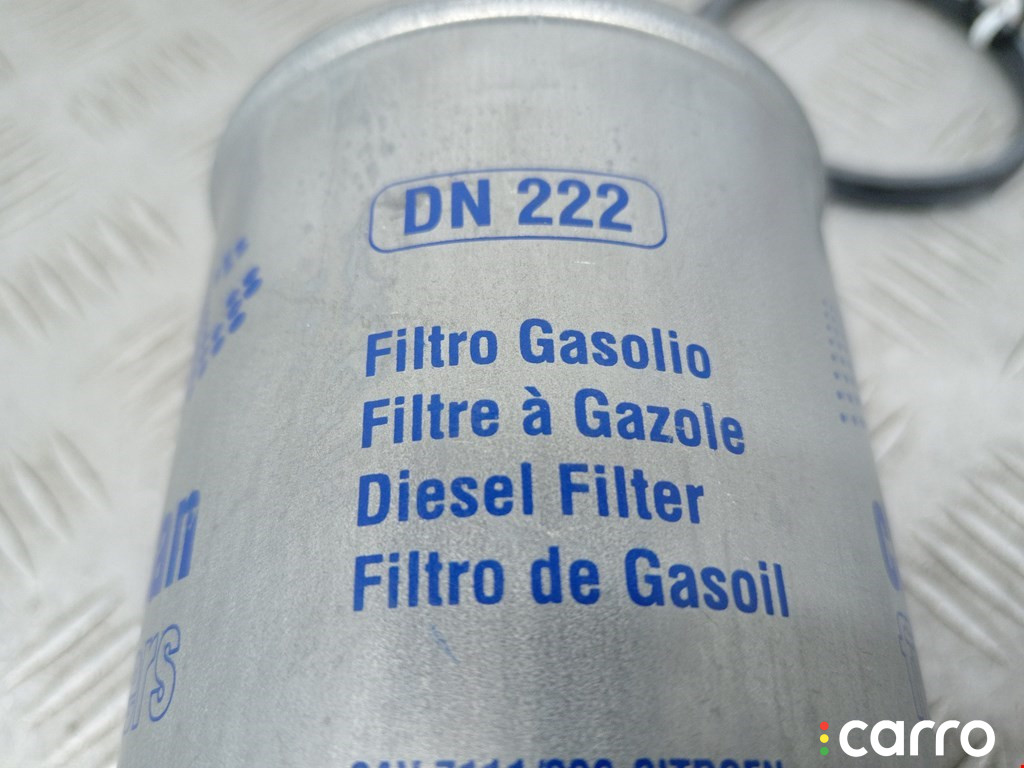 DN 222
Filtro Gasolio
Filtre à Gazole
Diesel Filter
Filtro de Gasoil
carro